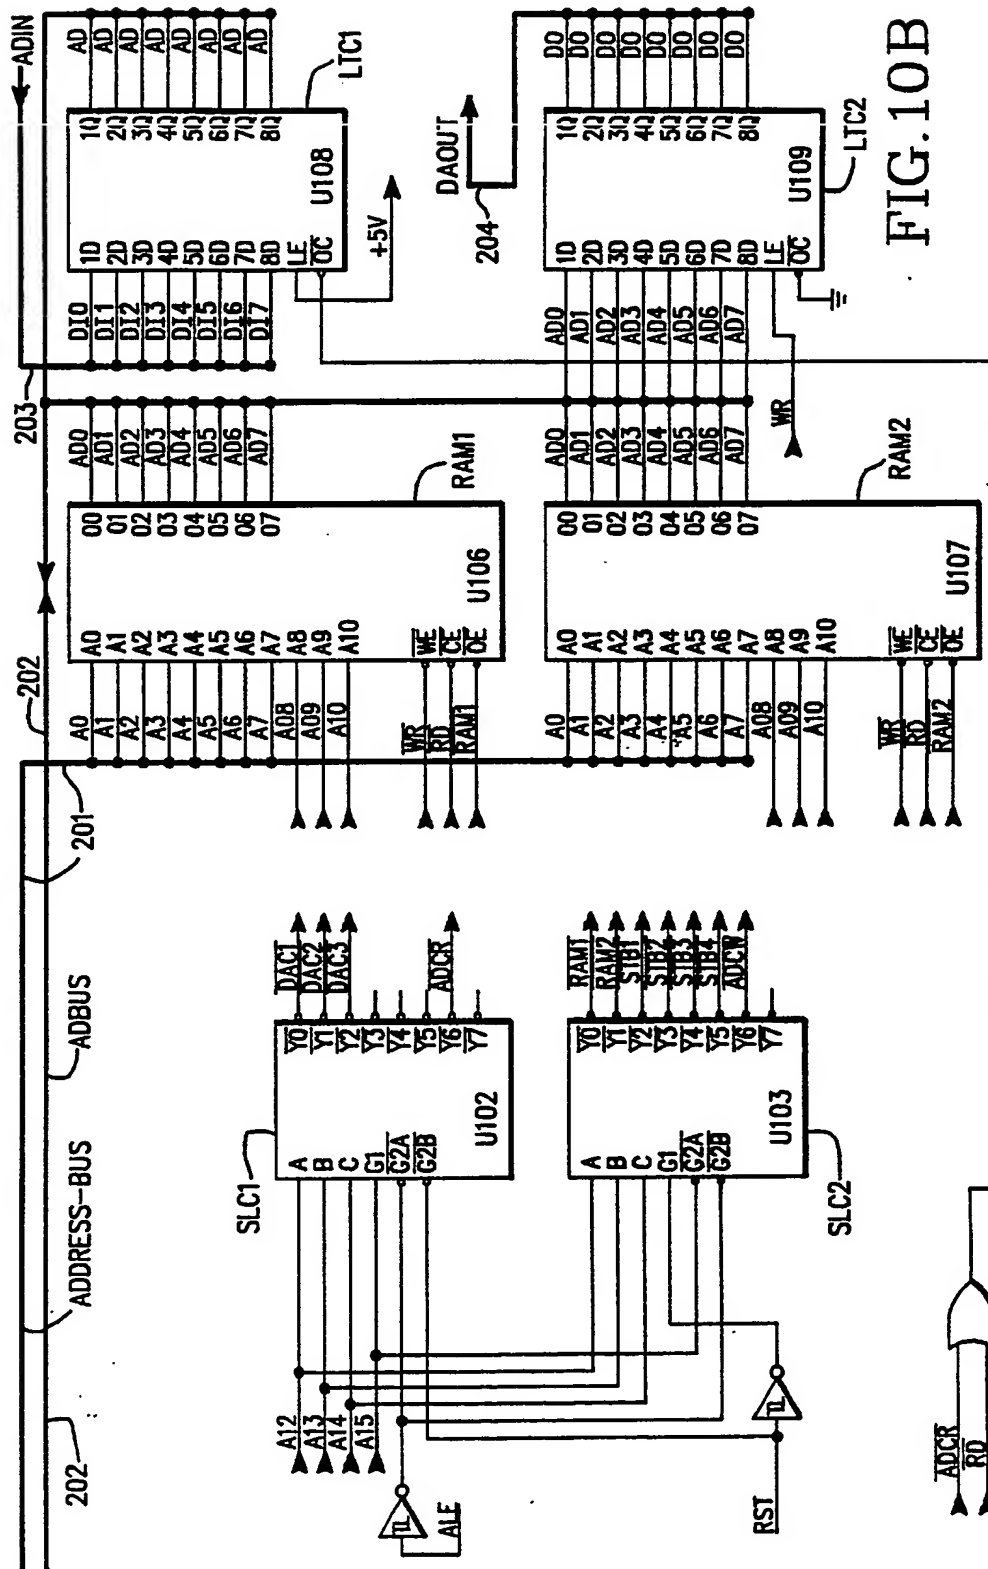 ADDRESS-BUS
ADBUS
202
201
202
203
ADIN
SLC1
A12
A13
A14
A15
ALE
RST
A
B
C
G1
G2A
G2B
U102
Y0
Y1
Y2
Y3
Y4
Y5
Y6
Y7
DAC1
DAC2
DAC3
ADCR
A
B
C
G1
G2A
G2B
U103
SLC2
Y0
Y1
Y2
Y3
Y4
Y5
Y6
Y7
RAM1
RAM2
STB1
STB2
STB3
STB4
ADCW
ADCR
RD
A0
A1
A2
A3
A4
A5
A6
A7
A08
A09
A10
WR
RD
RAM1
A0
A1
A2
A3
A4
A5
A6
A7
A8
A9
A10
WE
CE
OE
U106
O0
O1
O2
O3
O4
O5
O6
O7
AD0
AD1
AD2
AD3
AD4
AD5
AD6
AD7
RAM1
A0
A1
A2
A3
A4
A5
A6
A7
A08
A09
A10
WR
RD
RAM2
A0
A1
A2
A3
A4
A5
A6
A7
A8
A9
A10
WE
CE
OE
U107
O0
O1
O2
O3
O4
O5
O6
O7
AD0
AD1
AD2
AD3
AD4
AD5
AD6
AD7
RAM2
DI0
DI1
DI2
DI3
DI4
DI5
DI6
DI7
1D
2D
3D
4D
5D
6D
7D
8D
LE
OC
U108
1Q
2Q
3Q
4Q
5Q
6Q
7Q
8Q
AD
AD
AD
AD
AD
AD
AD
AD
LTC1
+5V
DAOUT
204
AD0
AD1
AD2
AD3
AD4
AD5
AD6
AD7
WR
1D
2D
3D
4D
5D
6D
7D
8D
LE
OC
U109
1Q
2Q
3Q
4Q
5Q
6Q
7Q
8Q
DO
DO
DO
DO
DO
DO
DO
DO
LTC2
FIG. 10B